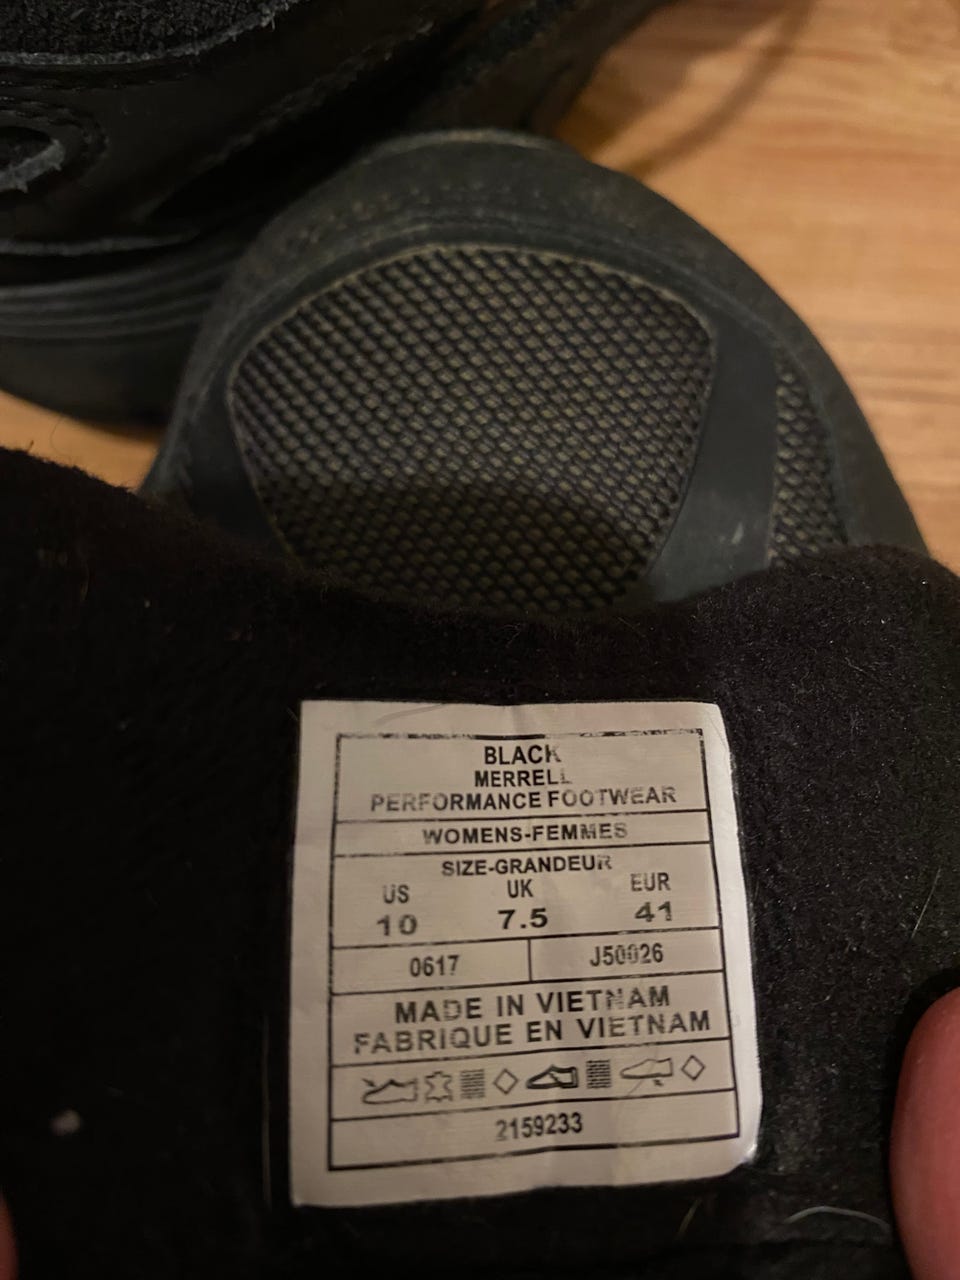 BLACK
MERRELL
PERFORMANCE FOOTWEAR
WOMENS-FEMMES
SIZE-GRANDEUR
US UK EUR
10 7.5 41
0617 J50026
MADE IN VIETNAM
FABRIQUE EN VIETNAM
2159233